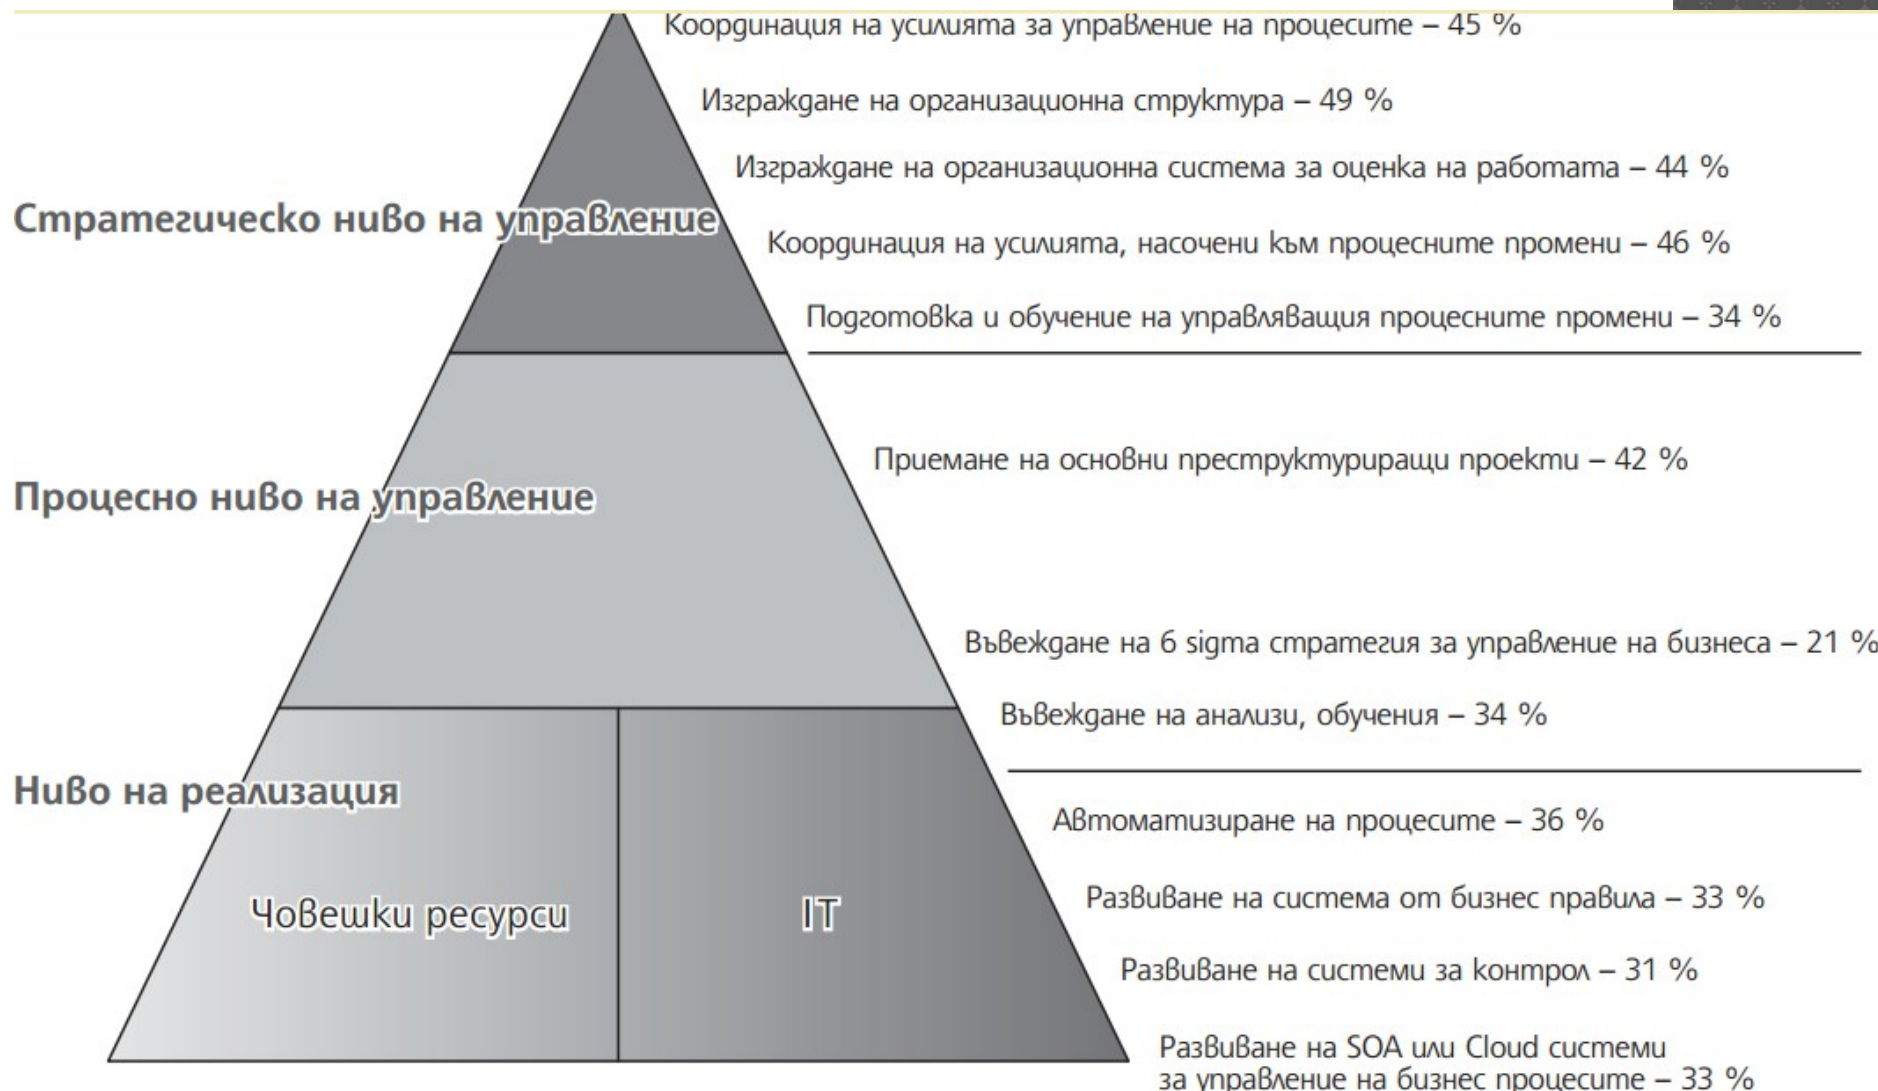 Координация на усилията за управление на процесите – 45 %
Изграждане на организационна структура – 49 %
Изграждане на организационна система за оценка на работата – 44 %
Стратегическо ниво на управление
Координация на усилията, насочени към процесните промени – 46 %
Подготовка и обучение на управляващия процесните промени – 34 %
Приемане на основни преструктуриращи проекти – 42 %
Процесно ниво на управление
Въвеждане на 6 sigma стратегия за управление на бизнеса – 21 %
Въвеждане на анализи, обучения – 34 %
Ниво на реализация
Автоматизиране на процесите – 36 %
Човешки ресурси
IT
Развиване на система от бизнес правила – 33 %
Развиване на системи за контрол – 31 %
Развиване на SOA или Cloud системи
за управление на бизнес процесите – 33 %